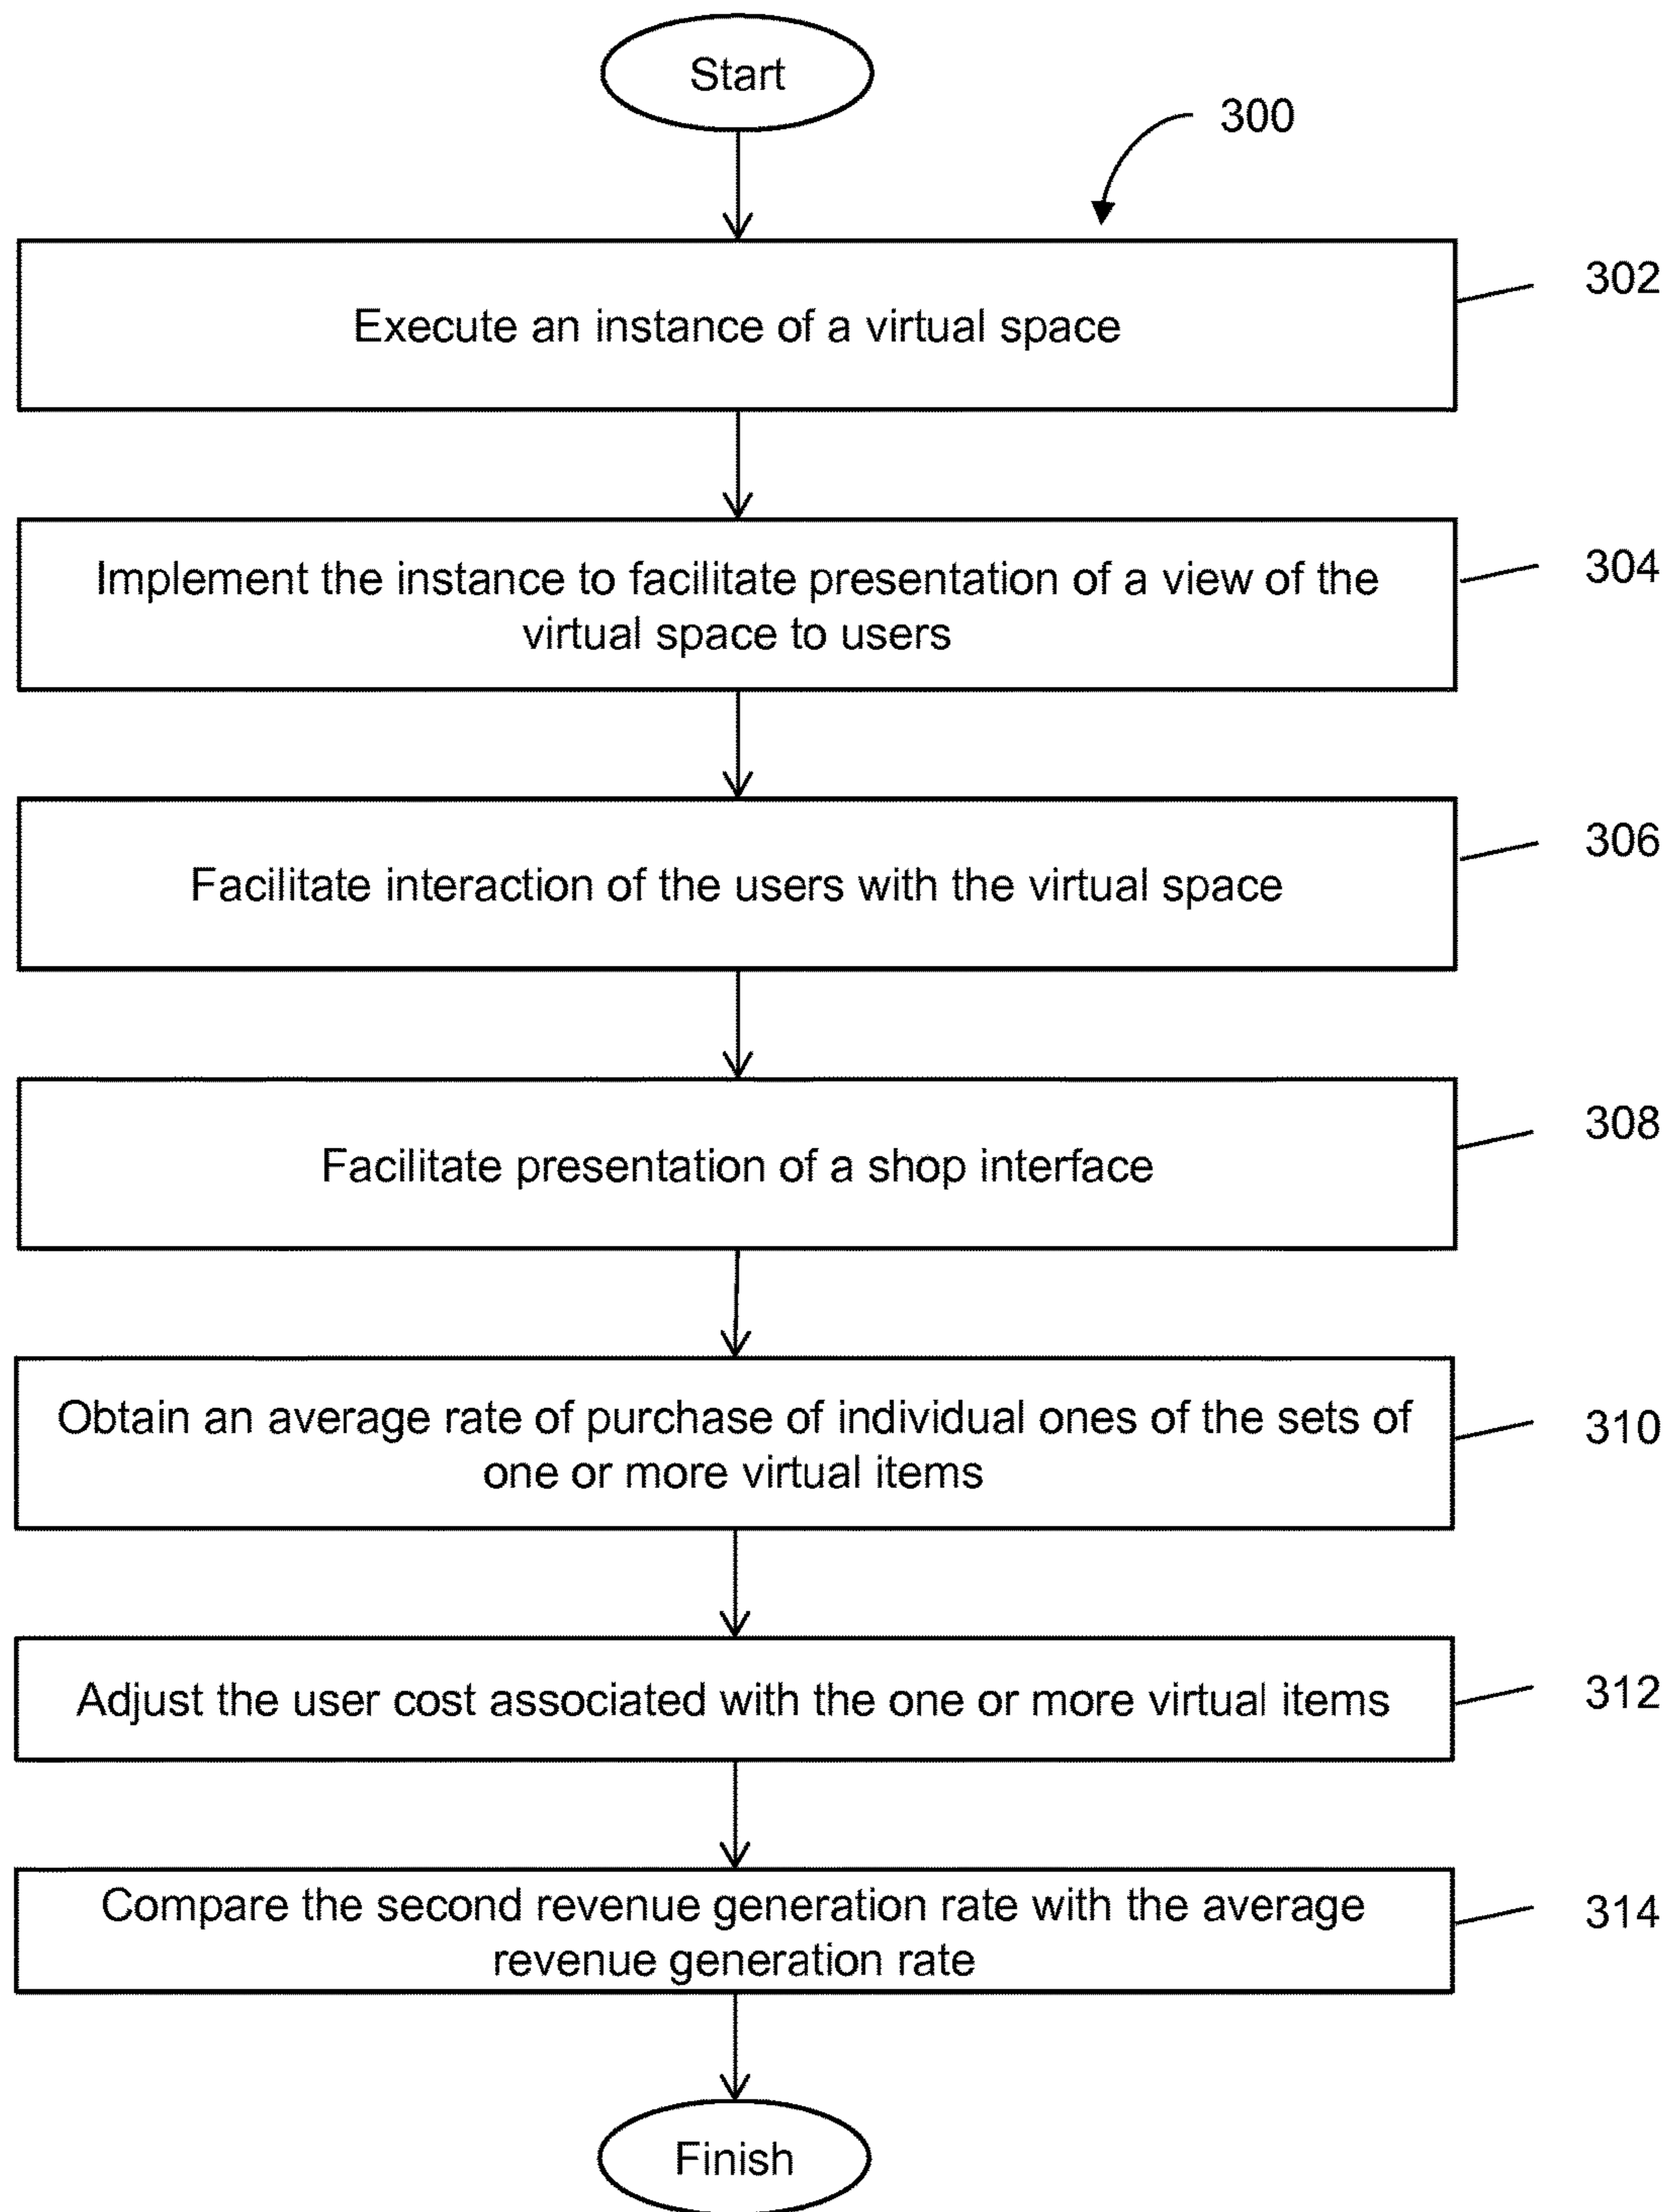 Start
300
Execute an instance of a virtual space
302
Implement the instance to facilitate presentation of a view of the
virtual space to users
304
Facilitate interaction of the users with the virtual space
306
Facilitate presentation of a shop interface
308
Obtain an average rate of purchase of individual ones of the sets of
one or more virtual items
310
Adjust the user cost associated with the one or more virtual items
312
Compare the second revenue generation rate with the average
revenue generation rate
314
Finish